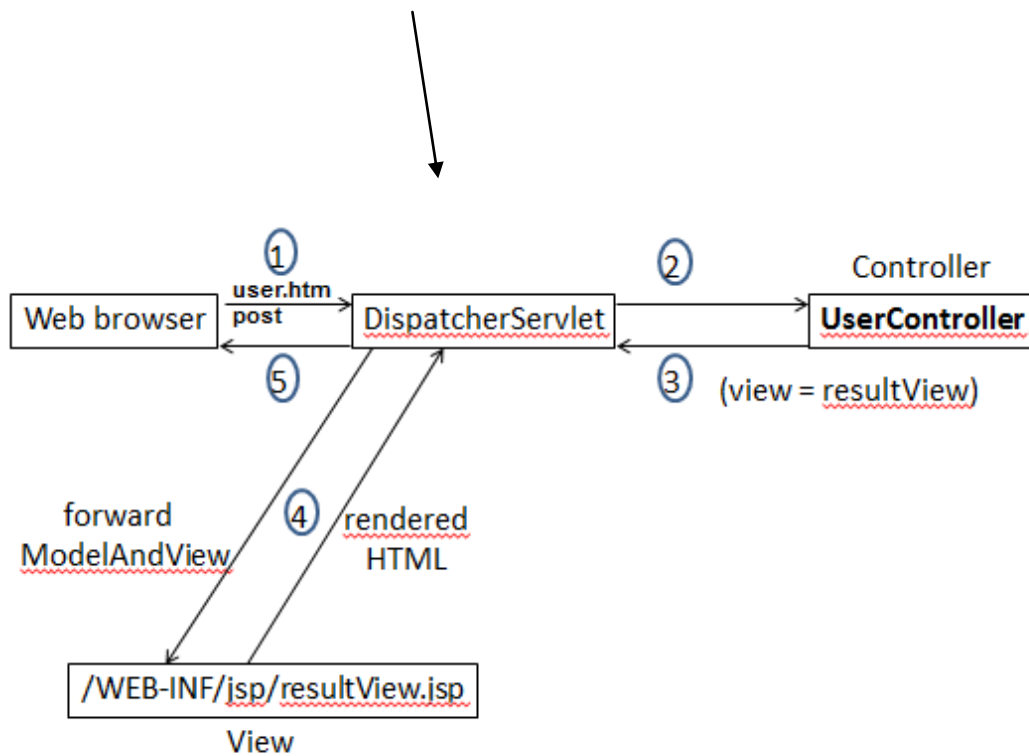 1
2
Controller
user.htm
post
Web browser
DispatcherServlet
UserController
5
3
(view = resultView)
forward
ModelAndView
4
rendered
HTML
/WEB-INF/jsp/resultView.jsp
View